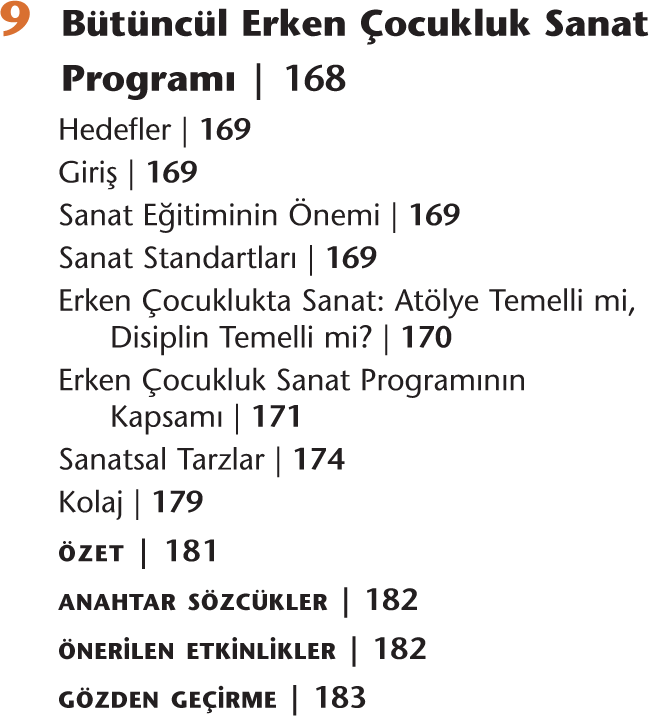 9 Bütüncül Erken Çocukluk Sanat
Programı | 168
Hedefler | 169
Giriş | 169
Sanat Eğitiminin Önemi | 169
Sanat Standartları | 169
Erken Çocuklukta Sanat: Atölye Temelli mi,
Disiplin Temelli mi? | 170
Erken Çocukluk Sanat Programının
Kapsamı | 171
Sanatsal Tarzlar | 174
Kolaj | 179
ÖZET | 181
ANAHTAR SÖZCÜKLER | 182
ÖNERİLEN ETKİNLİKLER | 182
GÖZDEN GEÇİRME | 183